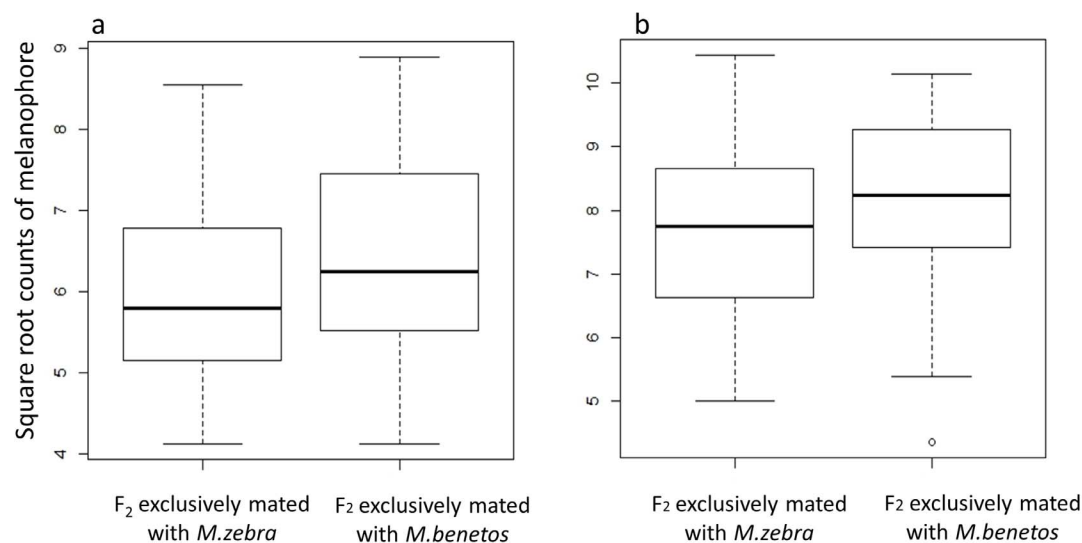 a
b
Square root counts of melanophore
9
8
7
6
5
4
10
9
8
7
6
5
F₂ exclusively mated
with M.zebra
F2 exclusively mated
with M.benetos
F2 exclusively mated
with M.zebra
F2 exclusively mated
with M.benetos